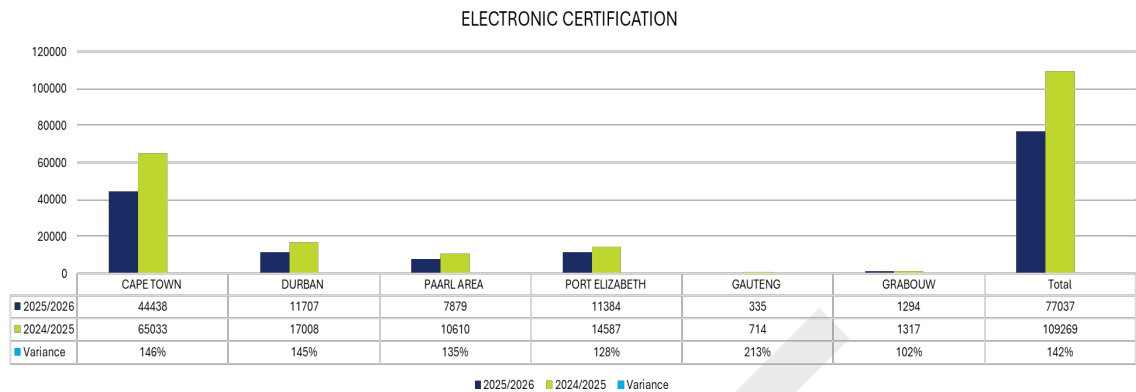 ELECTRONIC CERTIFICATION
120000
100000
80000
60000
40000
20000
0
CAPE TOWN DURBAN PAARL AREA PORT ELIZABETH GAUTENG GRABOUW Total
2025/2026 44438 11707 7879 11384 335 1294 77037
2024/2025 65033 17008 10610 14587 714 1317 109269
Variance 146% 145% 135% 128% 213% 102% 142%
2025/2026 2024/2025 Variance